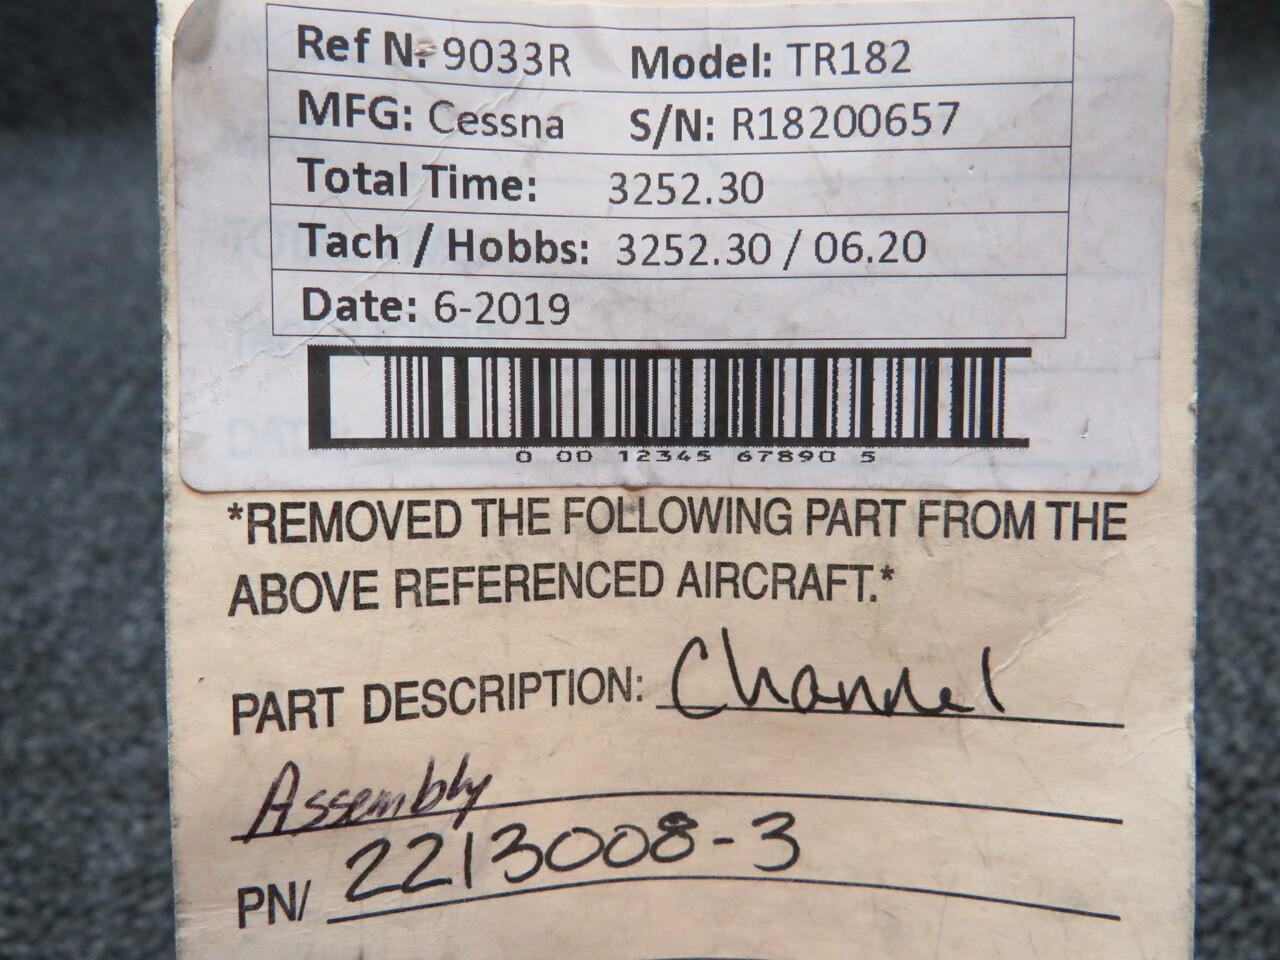 Ref N: 9033R Model: TR182
MFG: Cessna S/N: R18200657
Total Time: 3252.30
Tach / Hobbs: 3252.30 / 06.20
Date: 6-2019
0 00 12345 67890 5
*REMOVED THE FOLLOWING PART FROM THE
ABOVE REFERENCED AIRCRAFT.*
PART DESCRIPTION: Channel
Assembly
PN/ 2213008-3